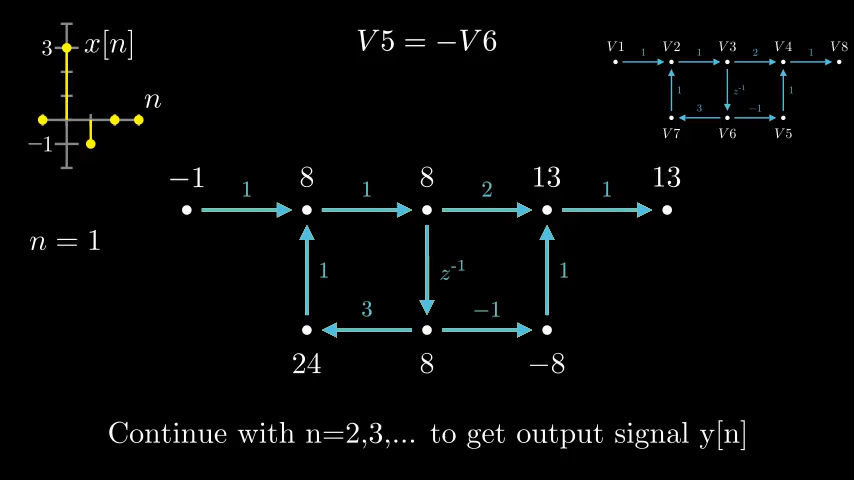 V5 = −V6
3 x[n]
n
−1
V1 V2 V3 V4 V8
1 1 2 1
1 z⁻¹ 1
3 −1
V7 V6 V5
−1 8 8 13 13
1 1 2 1
n = 1
1 z⁻¹ 1
3 −1
24 8 −8
Continue with n=2,3,... to get output signal y[n]